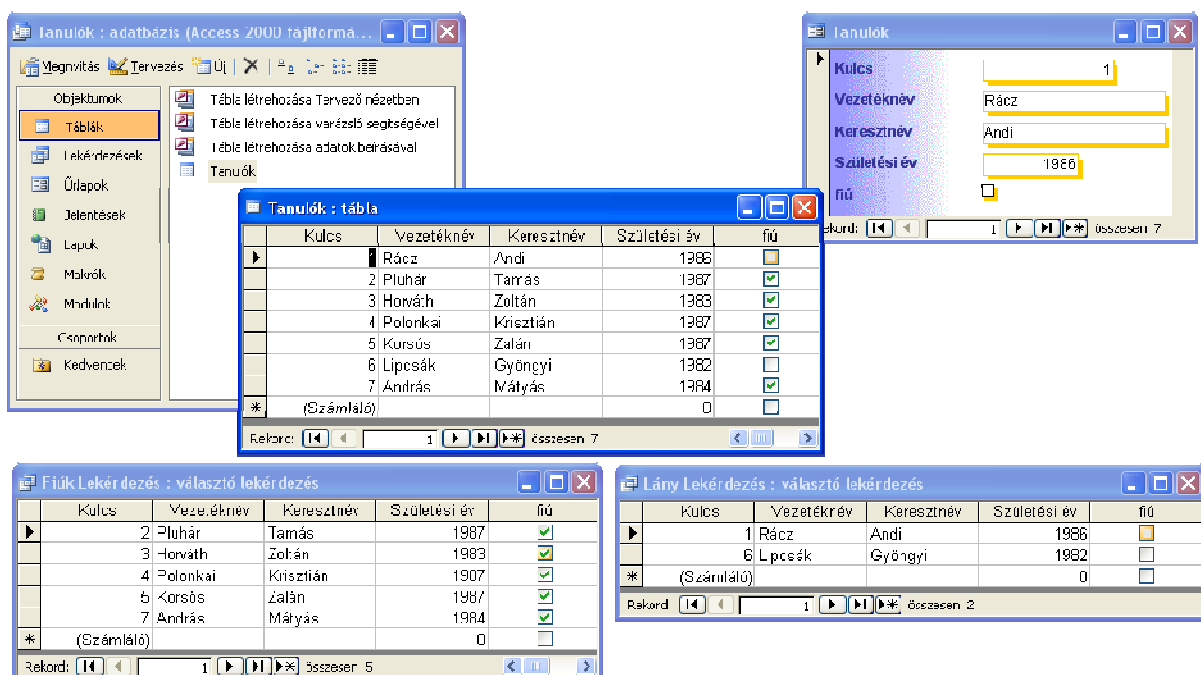 Tanulók : adatbázis (Access 2000 fájlformá...
Megnyitás Tervezés Új
Objektumok
Táblák
Lekérdezések
Űrlapok
Jelentések
Lapok
Makrók
Modulok
Csoportok
Kedvencek
Tábla létrehozása Tervező nézetben
Tábla létrehozása varázsló segítségével
Tábla létrehozása adatok beírásával
Tanulók
Tanulók
Kulcs 1
Vezetéknév Rácz
Keresztnév Andi
Születési év 1986
fiú
Rekord: 1 összesen 7
Tanulók : tábla
Kulcs Vezetéknév Keresztnév Születési év fiú
1 Rácz Andi 1986
2 Pluhár Tamás 1987
3 Horváth Zoltán 1983
4 Polonkai Krisztián 1987
5 Korsós Zalán 1987
6 Lipcsák Gyöngyi 1982
7 András Mátyás 1984
(Számláló) 0
Rekord: 1 összesen 7
Fiúk Lekérdezés : választó lekérdezés
Kulcs Vezetéknév Keresztnév Születési év fiú
2 Pluhár Tamás 1987
3 Horváth Zoltán 1983
4 Polonkai Krisztián 1987
5 Korsós Zalán 1987
7 András Mátyás 1984
(Számláló) 0
Rekord: 1 összesen 5
Lány Lekérdezés : választó lekérdezés
Kulcs Vezetéknév Keresztnév Születési év fiú
1 Rácz Andi 1986
6 Lipcsák Gyöngyi 1982
(Számláló) 0
Rekord 1 összesen 2